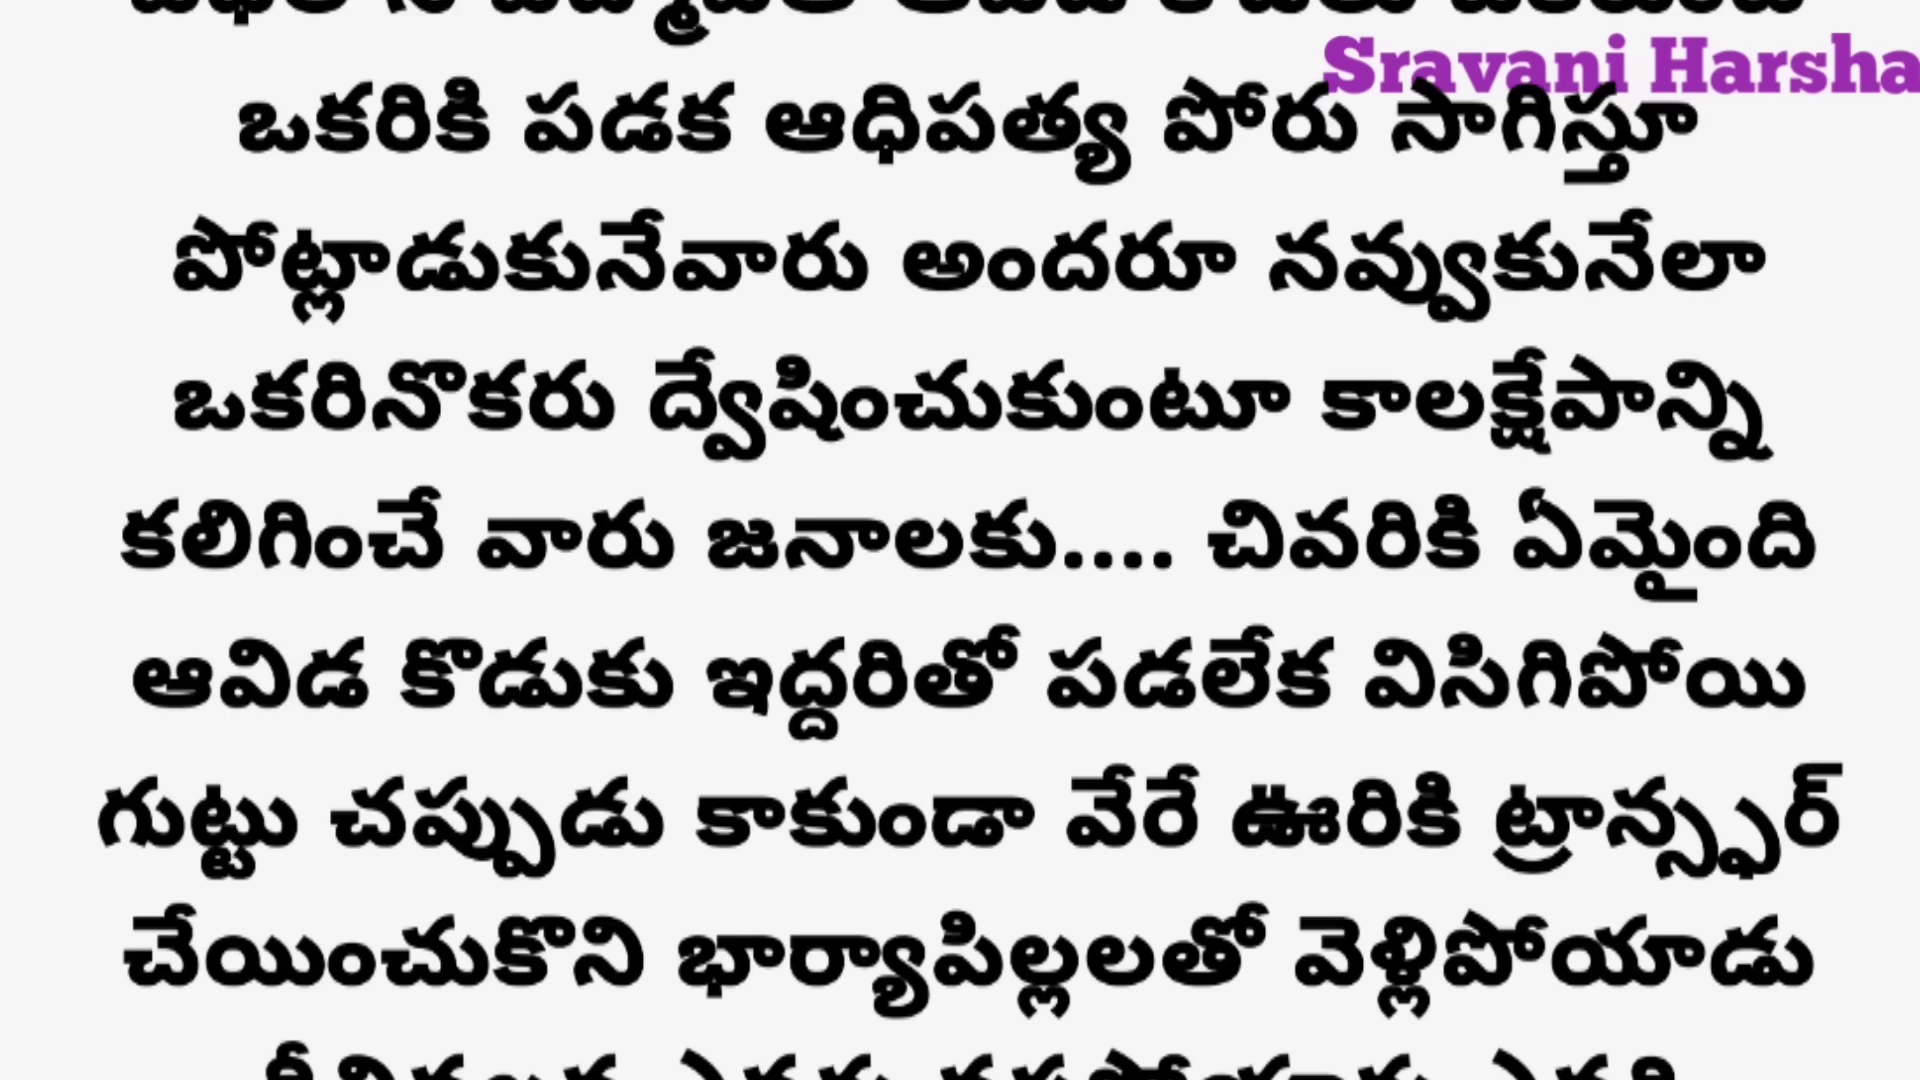 Sravani Harsha
ఒకరికి పడక ఆధిపత్య పోరు సాగిస్తూ
పోట్లాడుకునేవారు అందరూ నవ్వుకునేలా
ఒకరినొకరు ద్వేషించుకుంటూ కాలక్షేపాన్ని
కలిగించే వారు జనాలకు.... చివరికి ఏమైంది
ఆవిడ కొడుకు ఇద్దరితో పడలేక విసిగిపోయి
గుట్టు చప్పుడు కాకుండా వేరే ఊరికి ట్రాన్స్ఫర్
చేయించుకొని భార్యాపిల్లలతో వెళ్లిపోయాడు